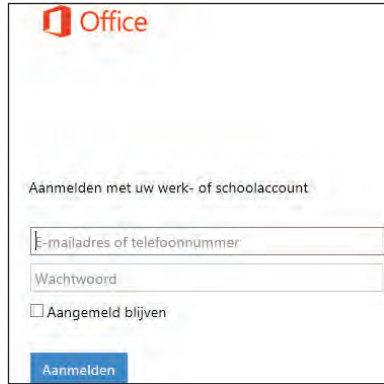 Office
Aanmelden met uw werk- of schoolaccount
E-mailadres of telefoonnummer
Wachtwoord
Aangemeld blijven
Aanmelden